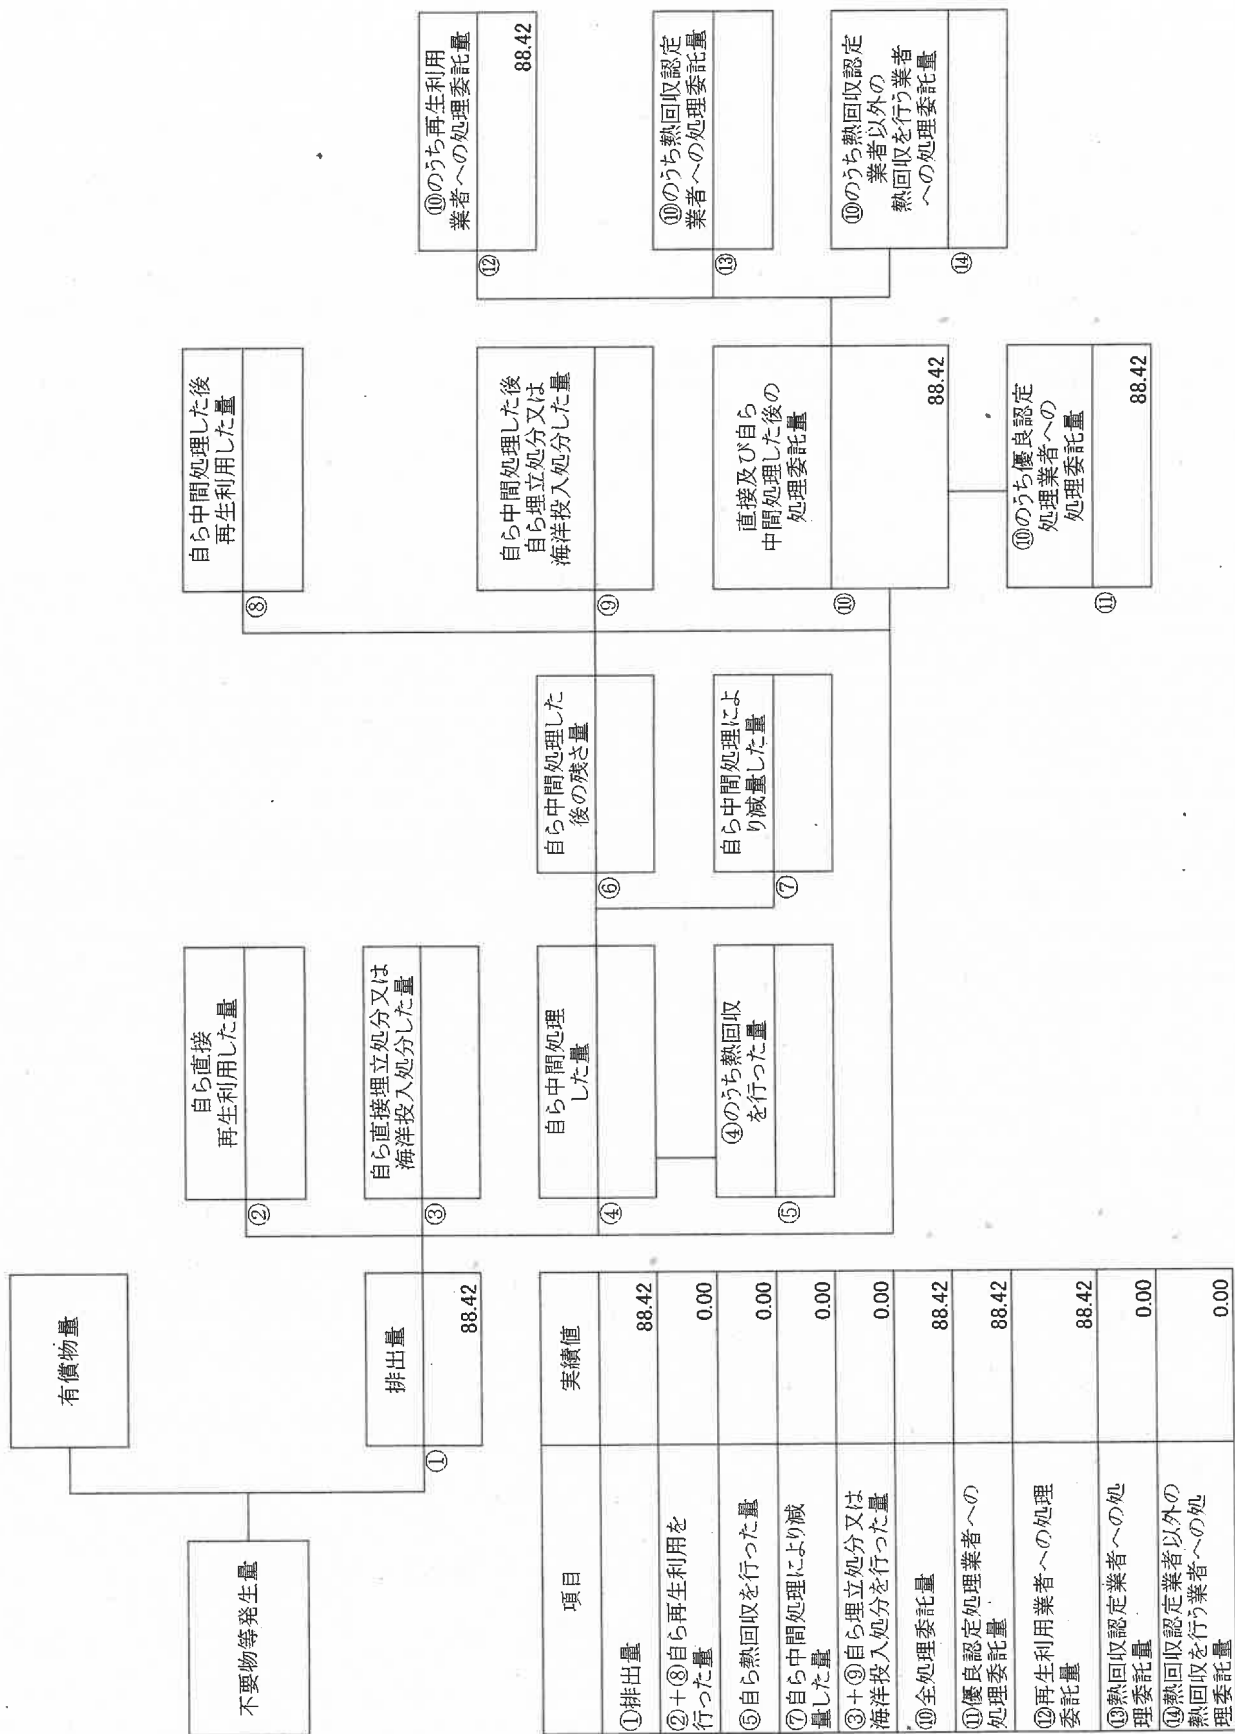 不要物等発生量
有償物量
①
排出量
88.42
②
自ら直接
再生利用した量
③
自ら直接埋立処分又は
海洋投入処分した量
④
自ら中間処理
した量
⑤
④のうち熱回収
を行った量
⑥
自ら中間処理した
後の残さ量
⑦
自ら中間処理によ
り減量した量
⑧
自ら中間処理した後
再生利用した量
⑨
自ら中間処理した後
自ら埋立処分又は
海洋投入処分した量
⑩
直接及び自ら
中間処理した後の
処理委託量
88.42
⑪
⑩のうち優良認定
処理業者への
処理委託量
88.42
⑫
⑩のうち再生利用
業者への処理委託量
88.42
⑬
⑩のうち熱回収認定
業者への処理委託量
⑭
⑩のうち熱回収認定
業者以外の
熱回収を行う業者
への処理委託量
項目 実績値
①排出量 88.42
②+⑧自ら再生利用を
行った量 0.00
⑤自ら熱回収を行った量 0.00
⑦自ら中間処理により減
量した量 0.00
③+⑨自ら埋立処分又は
海洋投入処分を行った量 0.00
⑩全処理委託量 88.42
⑪優良認定処理業者への
処理委託量 88.42
⑫再生利用業者への処理
委託量 88.42
⑬熱回収認定業者への処
理委託量 0.00
⑭熱回収認定業者以外の
熱回収を行う業者への処
理委託量 0.00